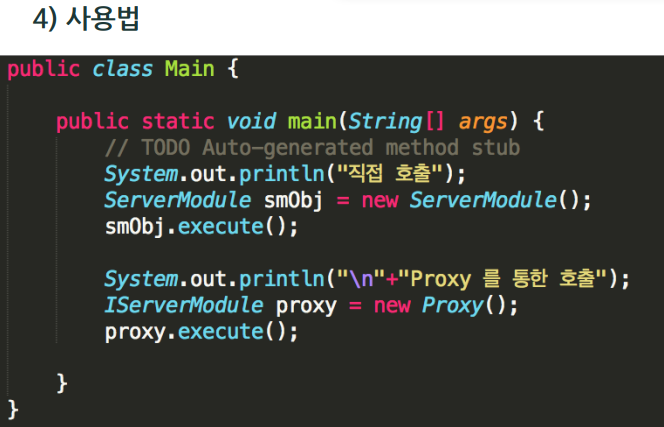 4) 사용법
public class Main {
public static void main(String[] args) {
// TODO Auto-generated method stub
System.out.println("직접 호출");
ServerModule smObj = new ServerModule();
smObj.execute();
System.out.println("\n"+"Proxy 를 통한 호출");
IServerModule proxy = new Proxy();
proxy.execute();
}
}